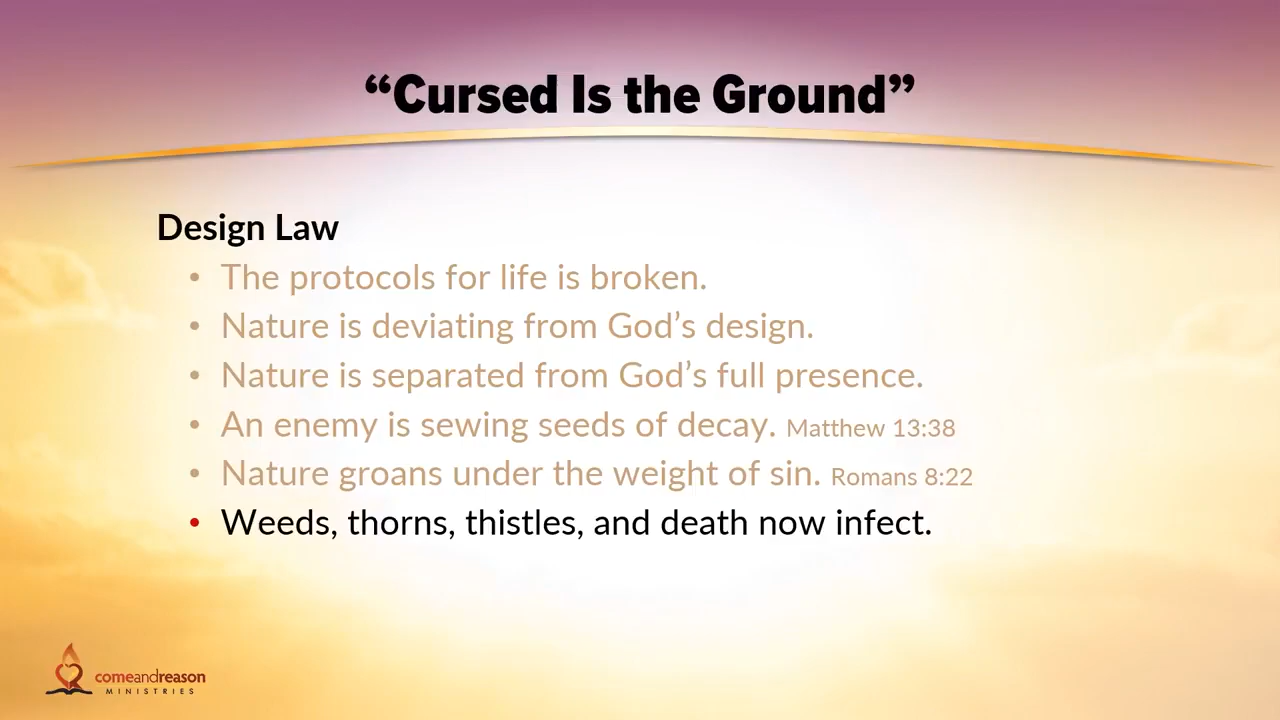 “Cursed Is the Ground”
Design Law
• The protocols for life is broken.
• Nature is deviating from God’s design.
• Nature is separated from God’s full presence.
• An enemy is sewing seeds of decay. Matthew 13:38
• Nature groans under the weight of sin. Romans 8:22
• Weeds, thorns, thistles, and death now infect.
comeandreason
MINISTRIES